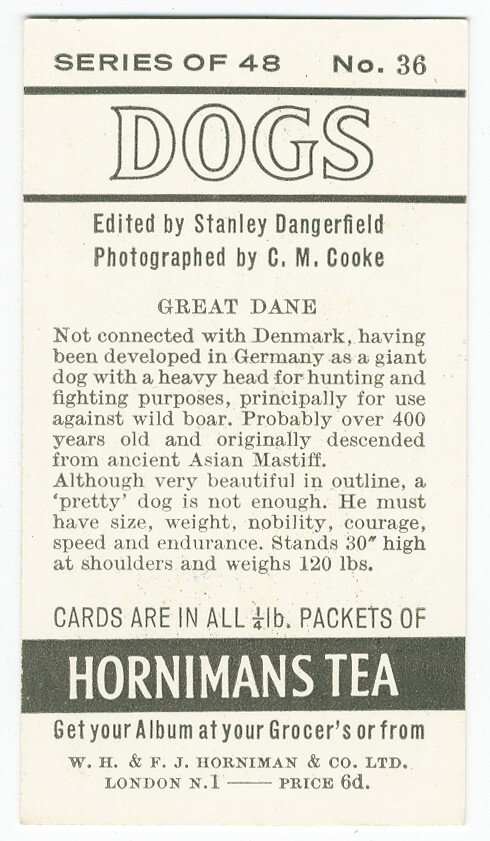 SERIES OF 48 No. 36
DOGS
Edited by Stanley Dangerfield
Photographed by C. M. Cooke
GREAT DANE
Not connected with Denmark, having
been developed in Germany as a giant
dog with a heavy head for hunting and
fighting purposes, principally for use
against wild boar. Probably over 400
years old and originally descended
from ancient Asian Mastiff.
Although very beautiful in outline, a
‘pretty’ dog is not enough. He must
have size, weight, nobility, courage,
speed and endurance. Stands 30″ high
at shoulders and weighs 120 lbs.
CARDS ARE IN ALL ¼lb. PACKETS OF
HORNIMANS TEA
Get your Album at your Grocer's or from
W. H. & F. J. HORNIMAN & CO. LTD.
LONDON N.1 —— PRICE 6d.